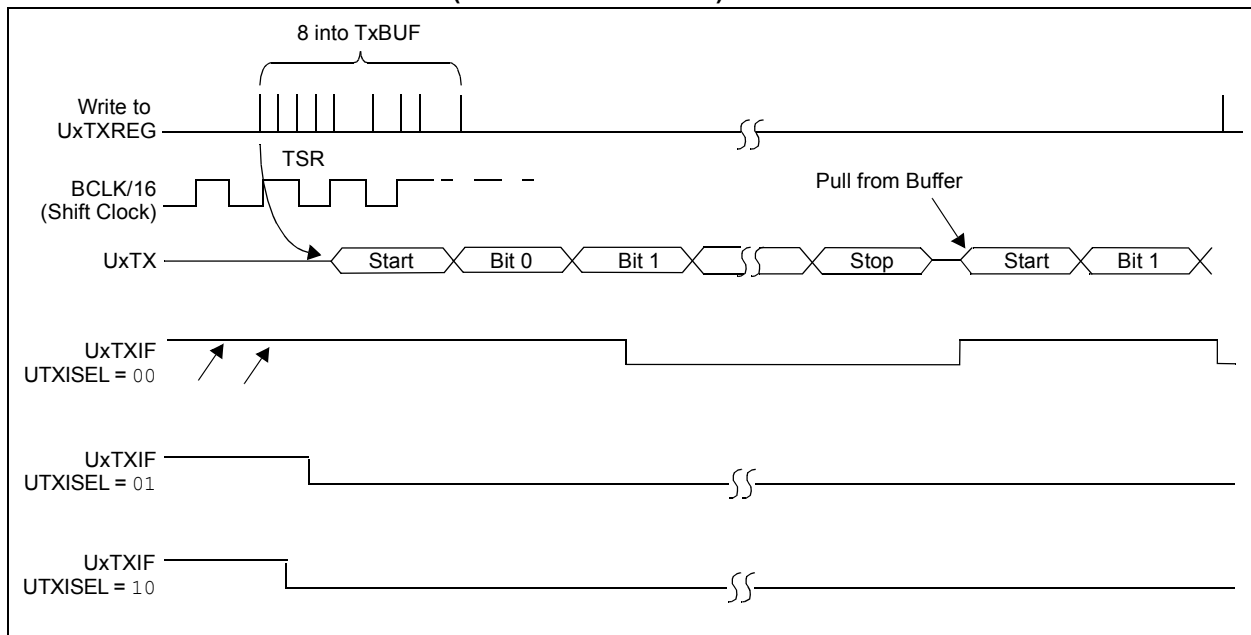 8 into TxBUF
Write to
UxTXREG
TSR
BCLK/16
(Shift Clock)
Pull from Buffer
UxTX
Start
Bit 0
Bit 1
Stop
Start
Bit 1
UxTXIF
UTXISEL = 00
UxTXIF
UTXISEL = 01
UxTXIF
UTXISEL = 10